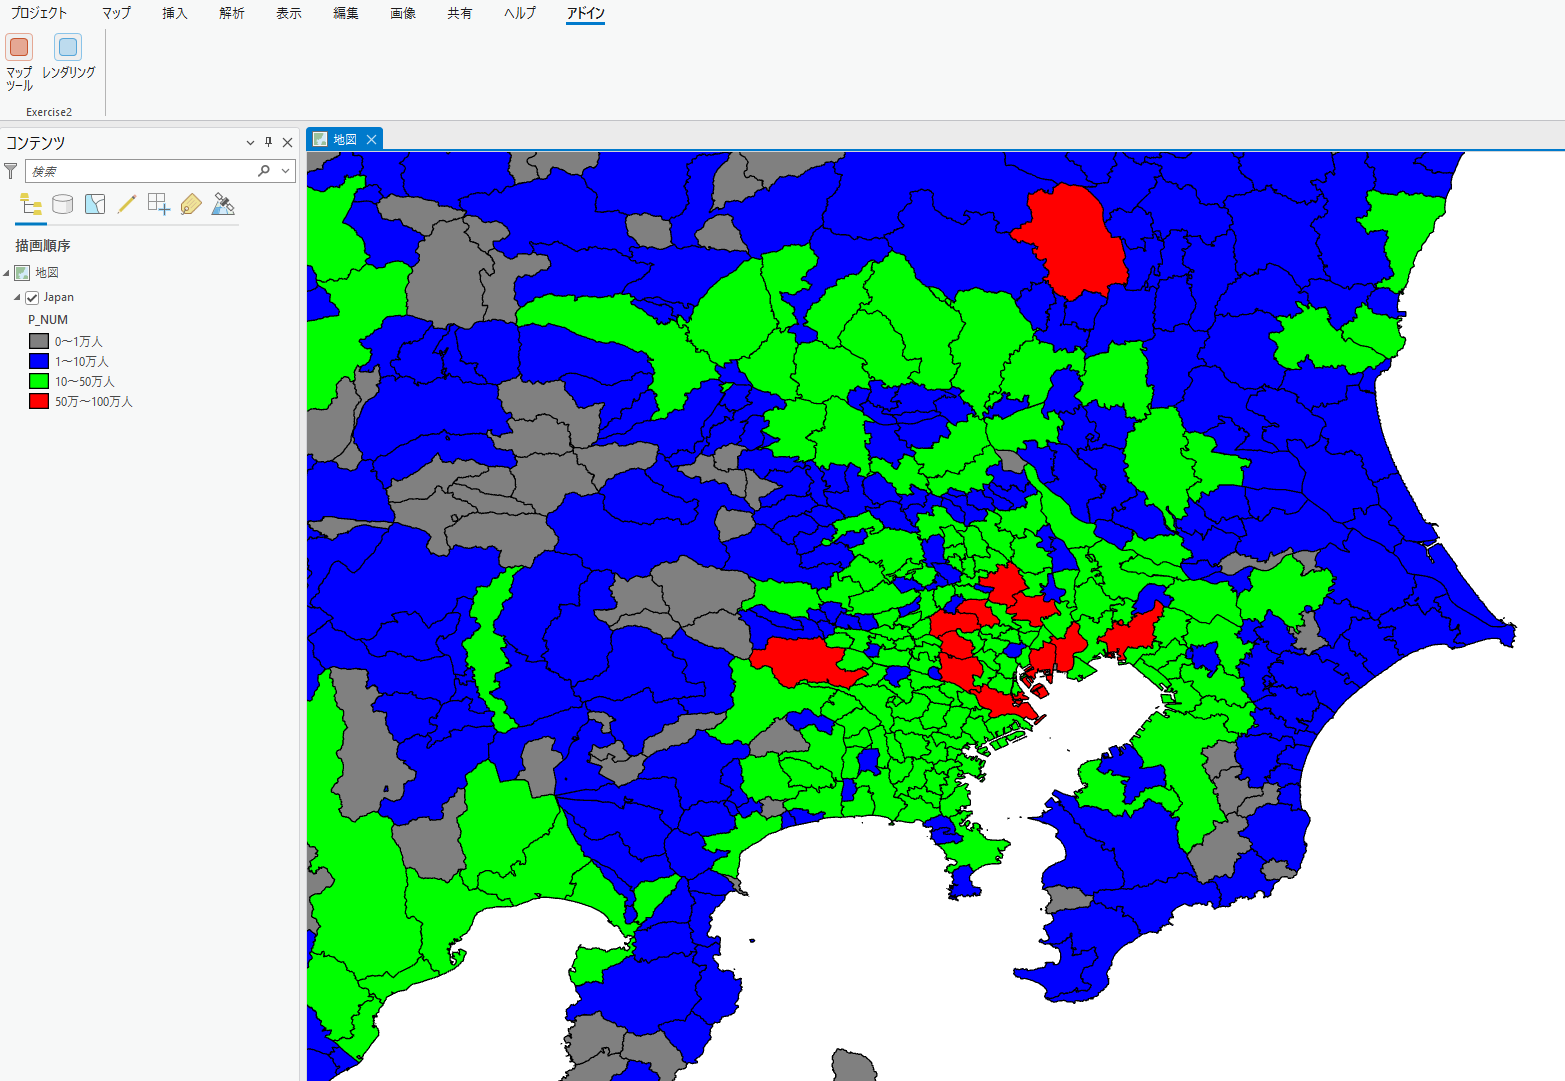 プロジェクト マップ 挿入 解析 表示 編集 画像 共有 ヘルプ アドイン
マップ レンダリング
ツール
Exercise2
コンテンツ
検索
地図
描画順序
地図
Japan
P_NUM
0～1万人
1～10万人
10～50万人
50万～100万人